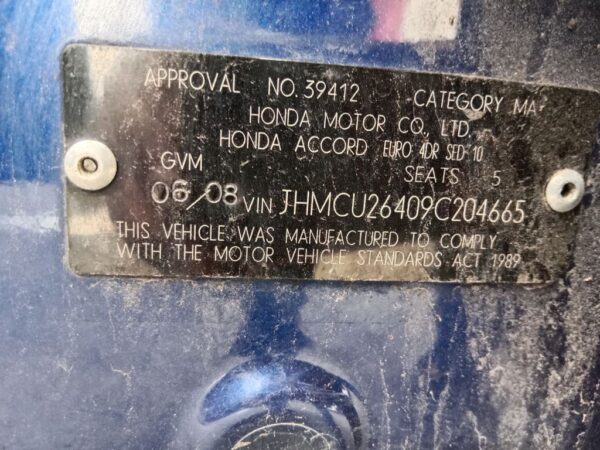 APPROVAL NO. 39412 CATEGORY MA
HONDA MOTOR CO., LTD.
HONDA ACCORD EURO 4DR SED 10
GVM SEATS 5
06/08 VIN JHMCU26409C204665
THIS VEHICLE WAS MANUFACTURED TO COMPLY
WITH THE MOTOR VEHICLE STANDARDS ACT 1989.